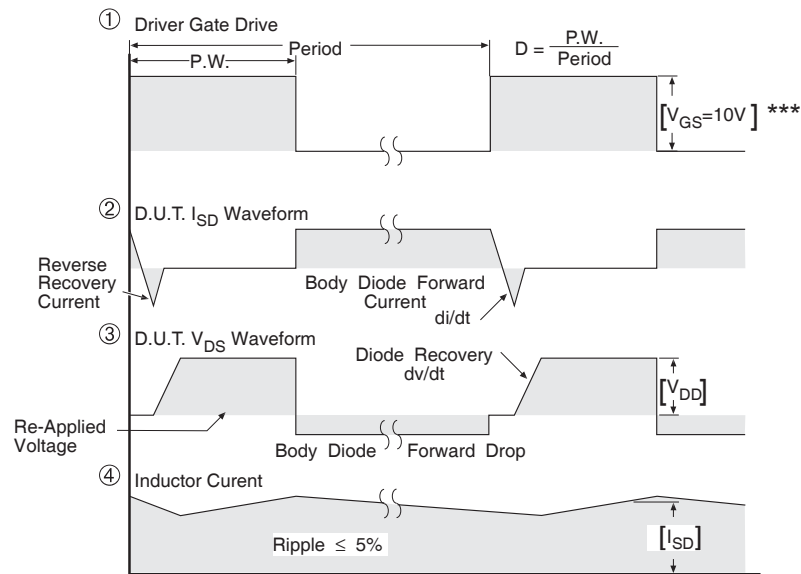 ① Driver Gate Drive
P.W.
Period
D = P.W.
Period
[VGS=10V] ***
② D.U.T. ISD Waveform
Reverse
Recovery
Current
Body Diode Forward
Current
di/dt
③ D.U.T. VDS Waveform
Diode Recovery
dv/dt
[VDD]
Re-Applied
Voltage
Body Diode Forward Drop
④ Inductor Curent
Ripple ≤ 5%
[ISD]